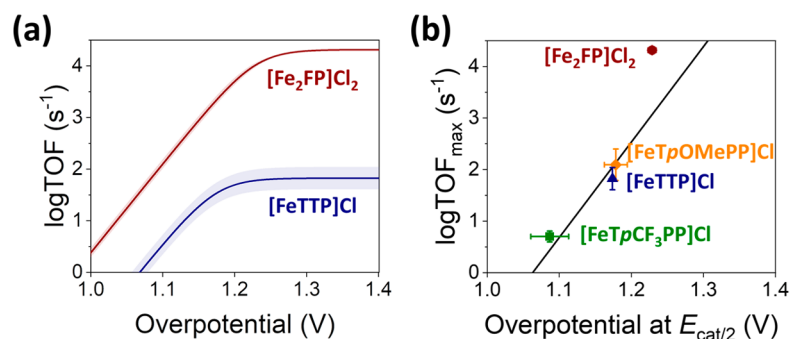 (a)
logTOF (s⁻¹)
4
3
2
1
0
[Fe₂FP]Cl₂
[FeTTP]Cl
1.0 1.1 1.2 1.3 1.4
Overpotential (V)
(b)
logTOFmax (s⁻¹)
4
3
2
1
0
[Fe₂FP]Cl₂
[FeTpOMePP]Cl
[FeTTP]Cl
[FeTpCF₃PP]Cl
1.0 1.1 1.2 1.3 1.4
Overpotential at Ecat/2 (V)